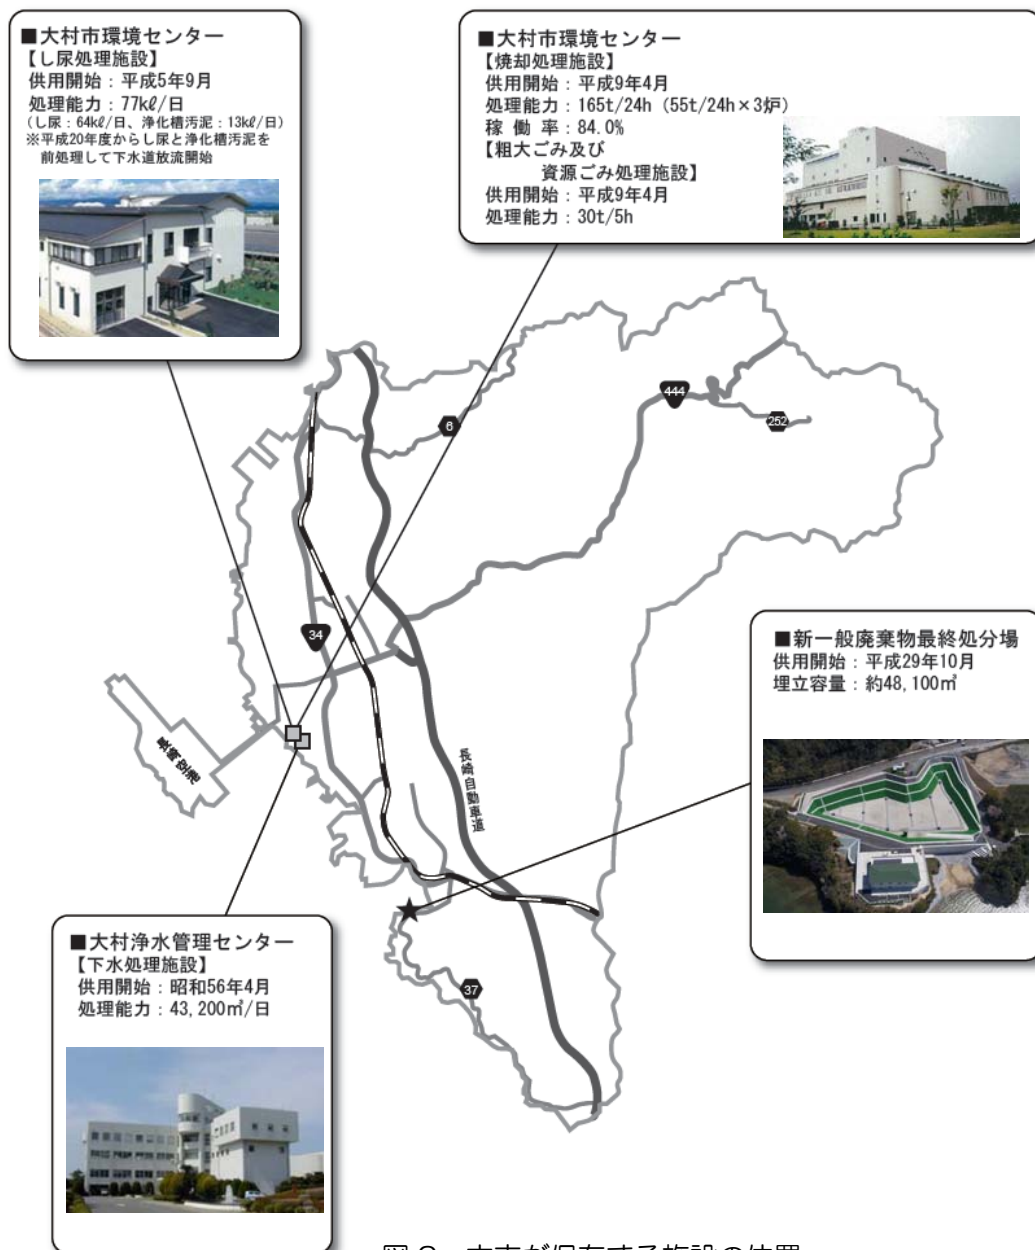 ■大村市環境センター
【し尿処理施設】
供用開始：平成5年9月
処理能力：77kℓ/日
（し尿：64kℓ/日、浄化槽汚泥：13kℓ/日）
※平成20年度からし尿と浄化槽汚泥を
前処理して下水道放流開始
■大村市環境センター
【焼却処理施設】
供用開始：平成9年4月
処理能力：165t/24h（55t/24h×3炉）
稼 働 率：84.0%
【粗大ごみ及び
資源ごみ処理施設】
供用開始：平成9年4月
処理能力：30t/5h
444
252
6
34
長崎空港
長崎自動車道
■新一般廃棄物最終処分場
供用開始：平成29年10月
埋立容量：約48,100㎥
37
■大村浄水管理センター
【下水処理施設】
供用開始：昭和56年4月
処理能力：43,200㎥/日